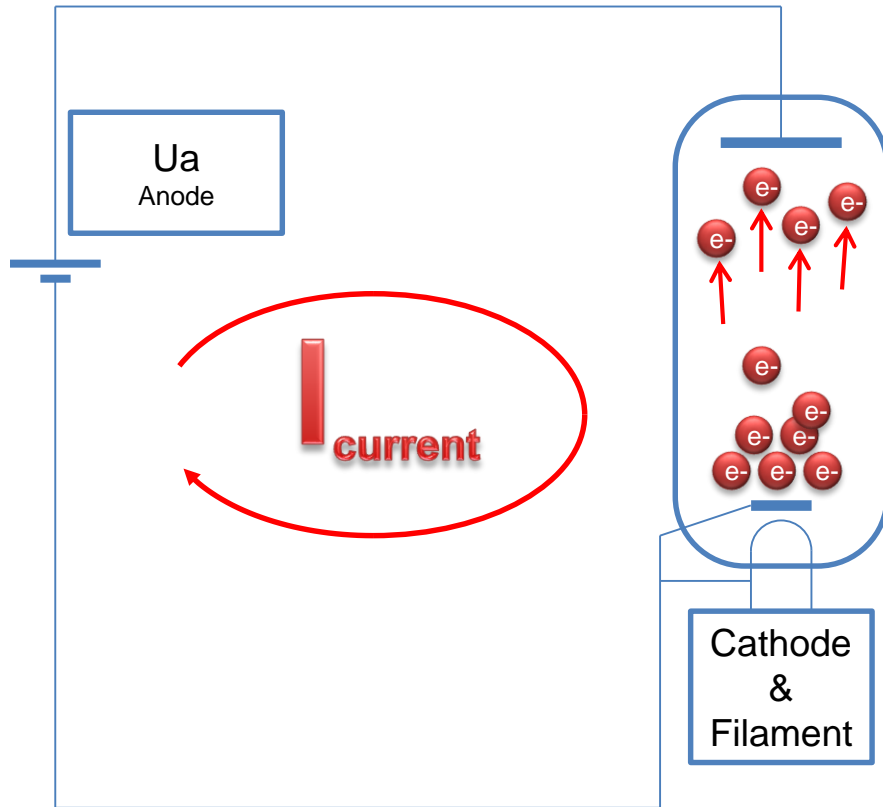 Ua
Anode
e-
e-
e-
e-
I current
e-
e-
e-
e-
e-
e-
e-
Cathode
&
Filament